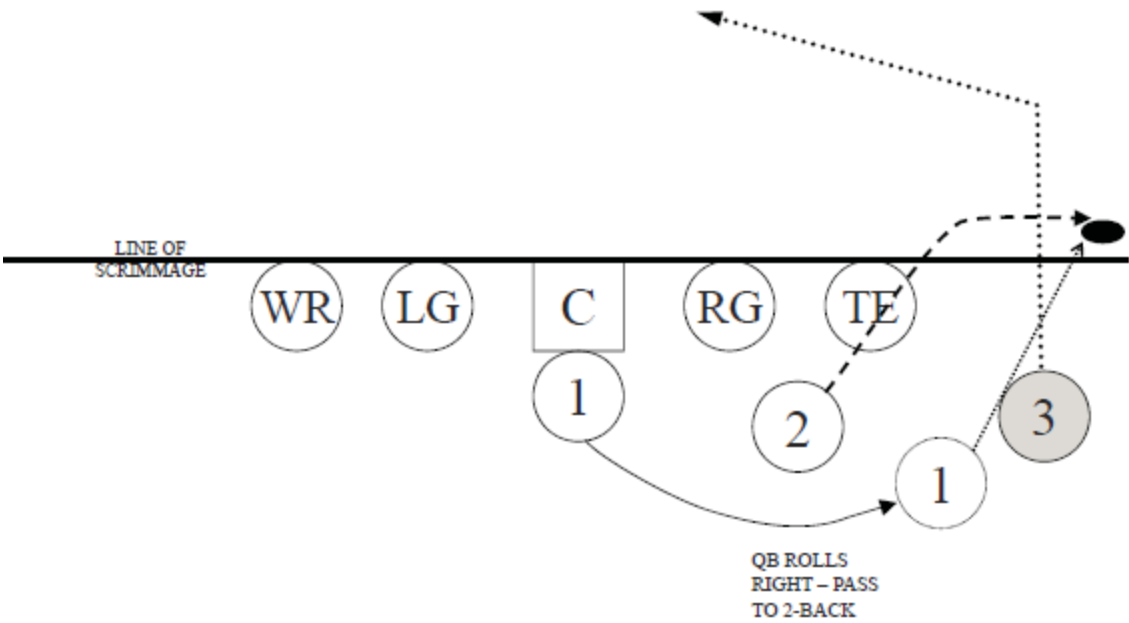 LINE OF
SCRIMMAGE
WR
LG
C
RG
TE
1
2
3
1
QB ROLLS
RIGHT – PASS
TO 2-BACK